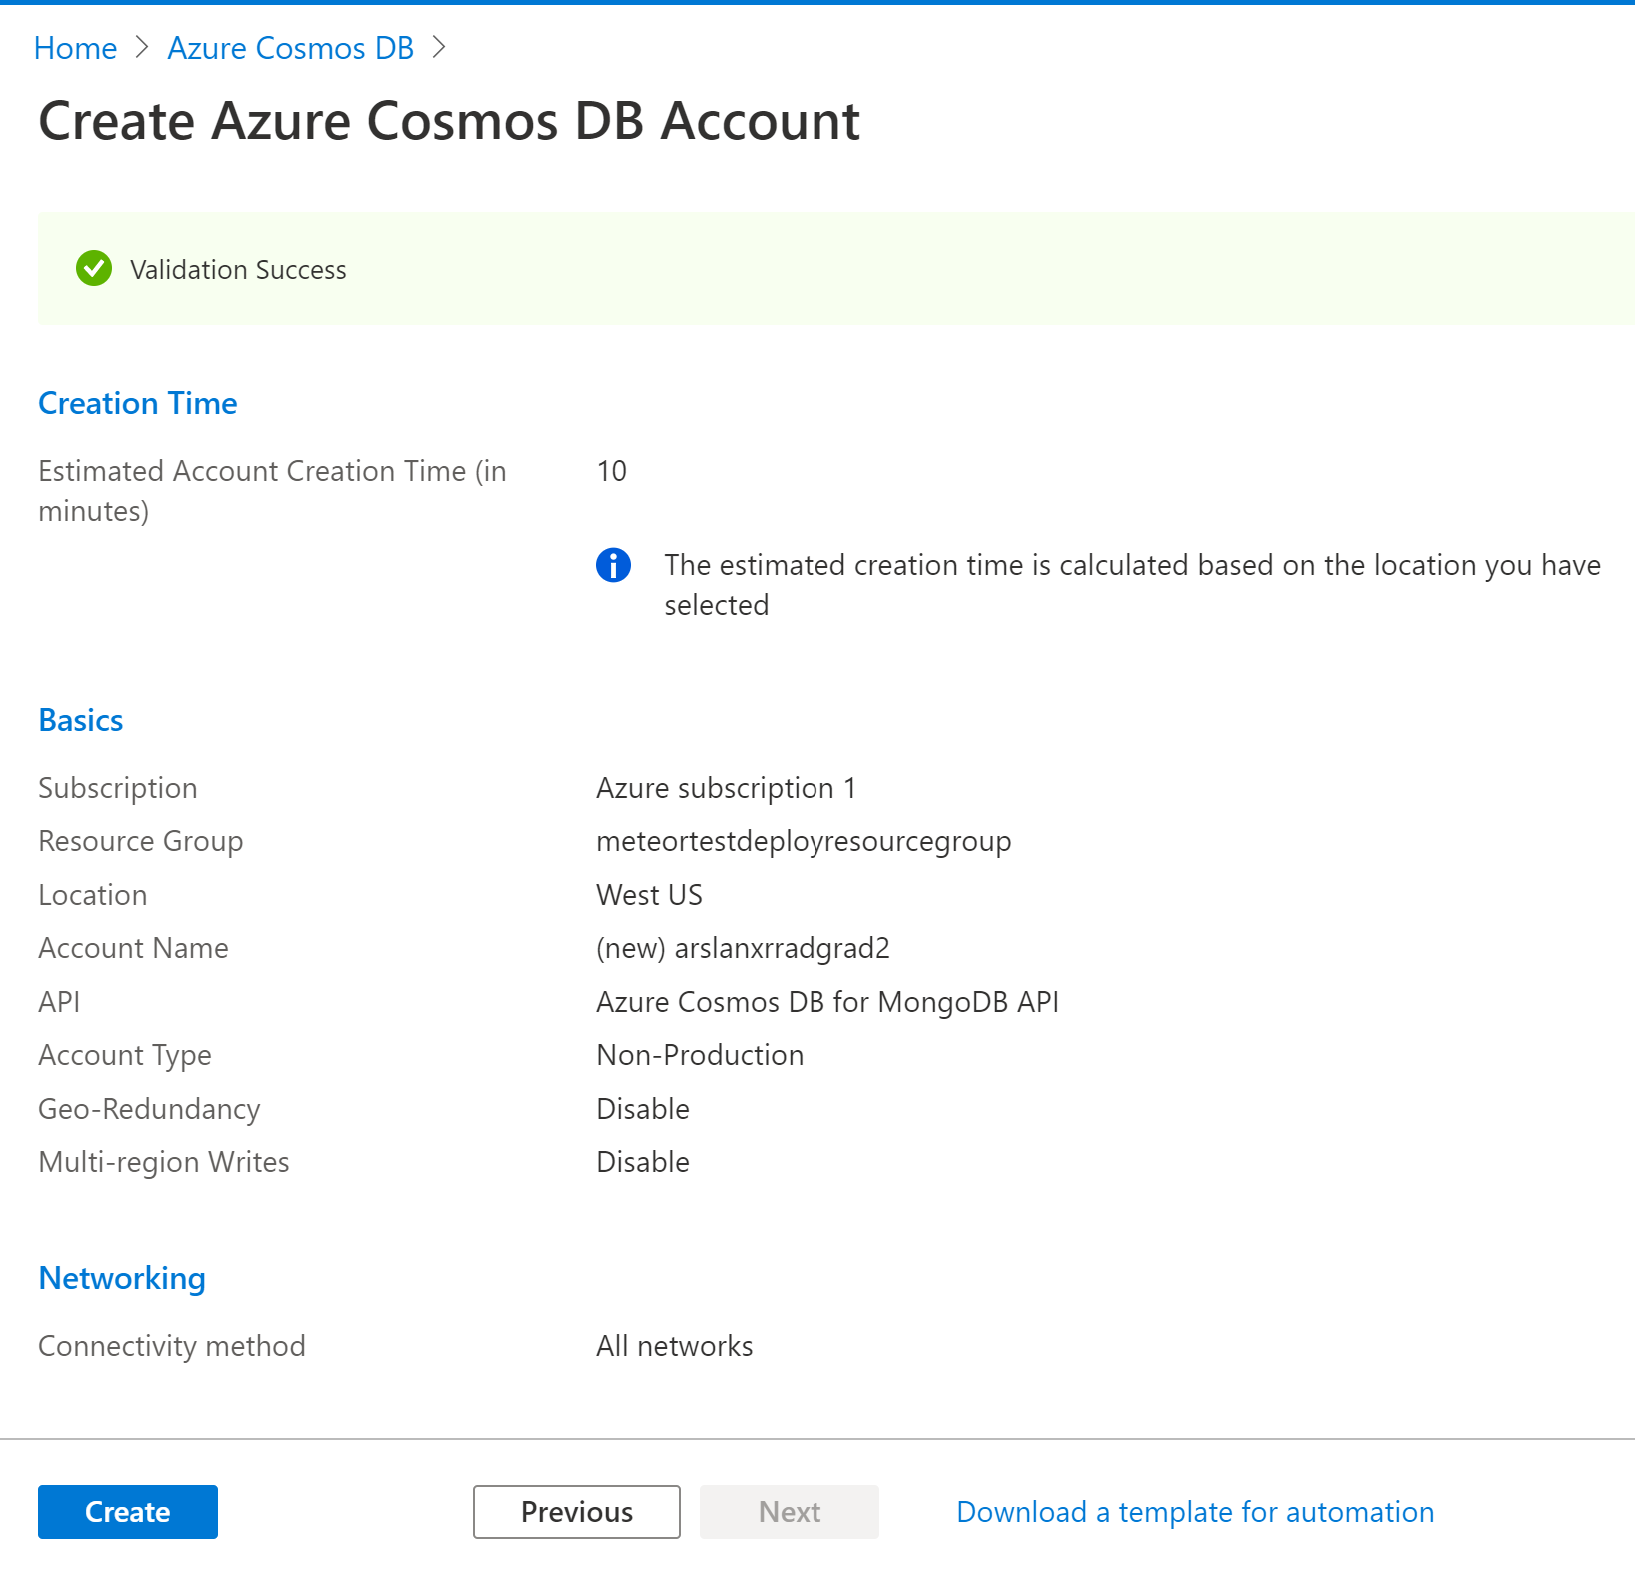 Home > Azure Cosmos DB >
Create Azure Cosmos DB Account
Validation Success
Creation Time
Estimated Account Creation Time (in
minutes)
10
The estimated creation time is calculated based on the location you have
selected
Basics
Subscription Azure subscription 1
Resource Group meteortestdeployresourcegroup
Location West US
Account Name (new) arslanxrradgrad2
API Azure Cosmos DB for MongoDB API
Account Type Non-Production
Geo-Redundancy Disable
Multi-region Writes Disable
Networking
Connectivity method All networks
Create Previous Next Download a template for automation